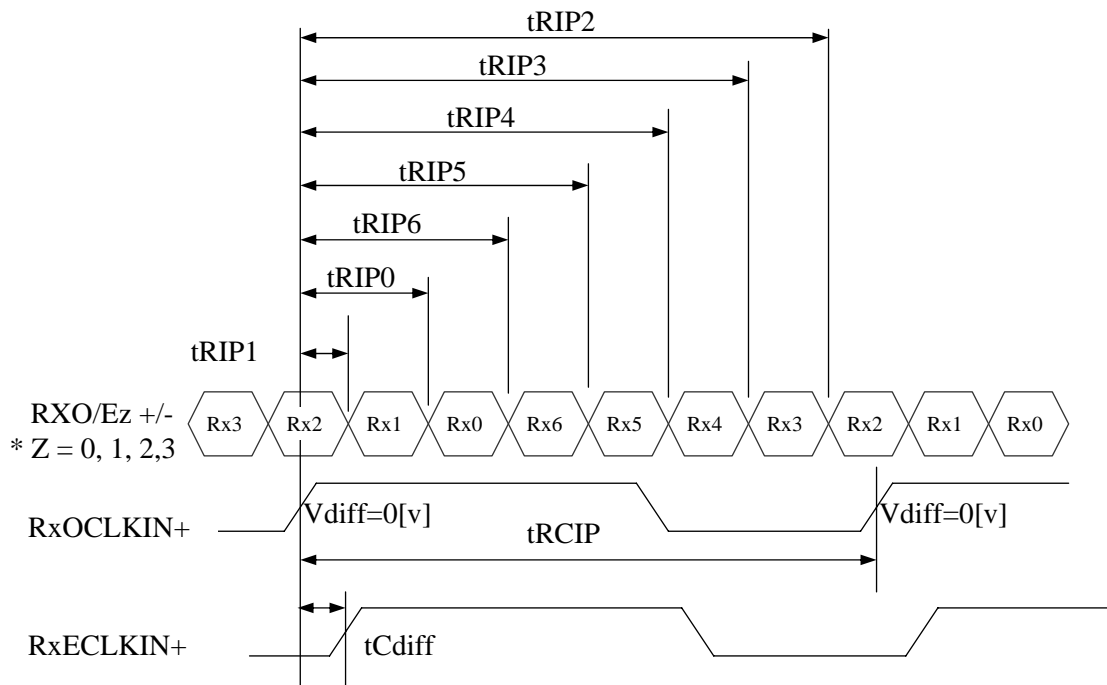 tRIP2
tRIP3
tRIP4
tRIP5
tRIP6
tRIP0
tRIP1
RXO/Ez +/-
* Z = 0, 1, 2,3
Rx3 Rx2 Rx1 Rx0 Rx6 Rx5 Rx4 Rx3 Rx2 Rx1 Rx0
RxOCLKIN+
Vdiff=0[v] Vdiff=0[v]
tRCIP
RxECLKIN+
tCdiff